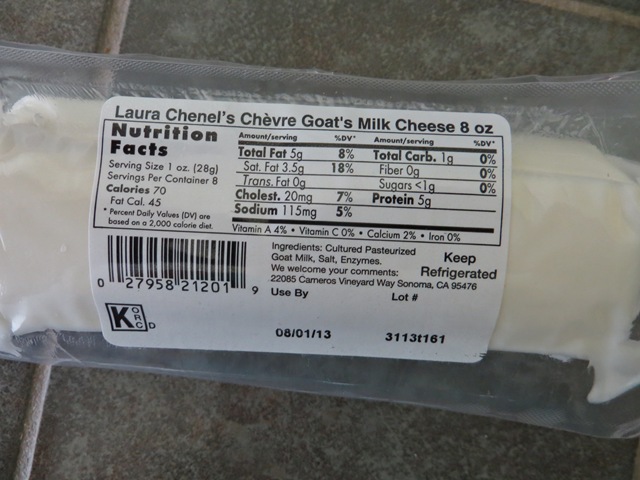 Laura Chenel's Chèvre Goat's Milk Cheese 8 oz
Nutrition
Facts
Serving Size 1 oz. (28g)
Servings Per Container 8
Calories 70
Fat Cal. 45
* Percent Daily Values (DV) are
based on a 2,000 calorie diet.
Amount/serving %DV*
Total Fat 5g 8%
Sat. Fat 3.5g 18%
Trans. Fat 0g
Cholest. 20mg 7%
Sodium 115mg 5%
Amount/serving %DV*
Total Carb. 1g 0%
Fiber 0g 0%
Sugars <1g 0%
Protein 5g
Vitamin A 4% • Vitamin C 0% • Calcium 2% • Iron 0%
Ingredients: Cultured Pasteurized
Goat Milk, Salt, Enzymes.
We welcome your comments:
22085 Carneros Vineyard Way Sonoma, CA 95476
Keep
Refrigerated
0 27958 21201 9
Use By Lot #
08/01/13 3113t161
K ORC D